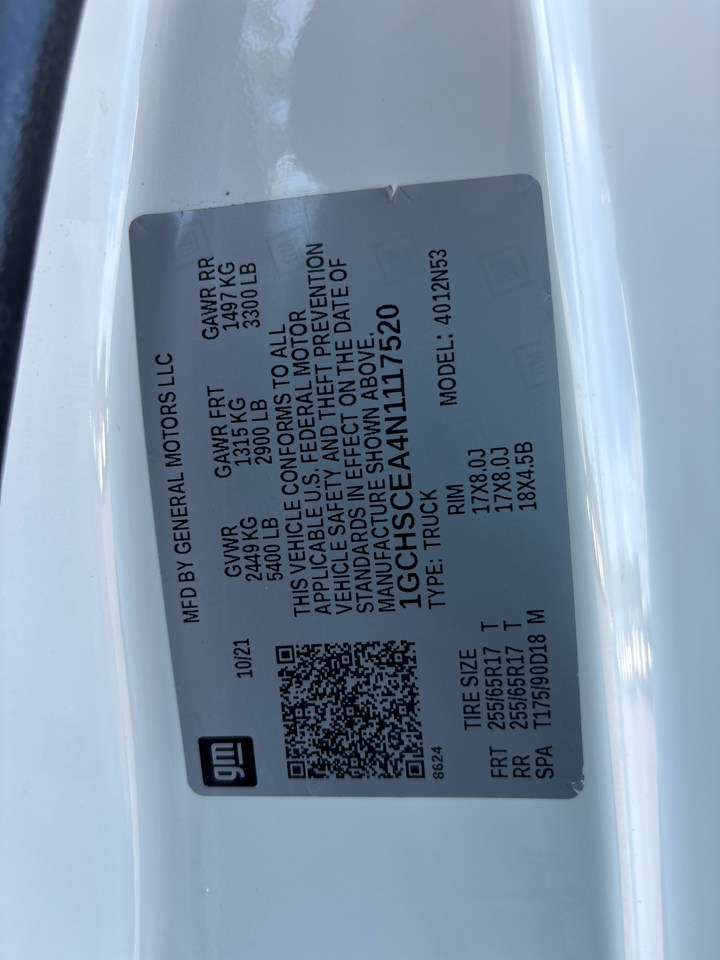 gm
MFD BY GENERAL MOTORS LLC
10/21
GVWR GAWR FRT GAWR RR
2449 KG 1315 KG 1497 KG
5400 LB 2900 LB 3300 LB
THIS VEHICLE CONFORMS TO ALL
APPLICABLE U.S. FEDERAL MOTOR
VEHICLE SAFETY AND THEFT PREVENTION
STANDARDS IN EFFECT ON THE DATE OF
MANUFACTURE SHOWN ABOVE.
1GCHSCEA4N1117520
8624
TYPE: TRUCK MODEL: 4012N53
TIRE SIZE RIM
FRT 255/65R17 T 17X8.0J
RR 255/65R17 T 17X8.0J
SPA T175/90D18 M 18X4.5B